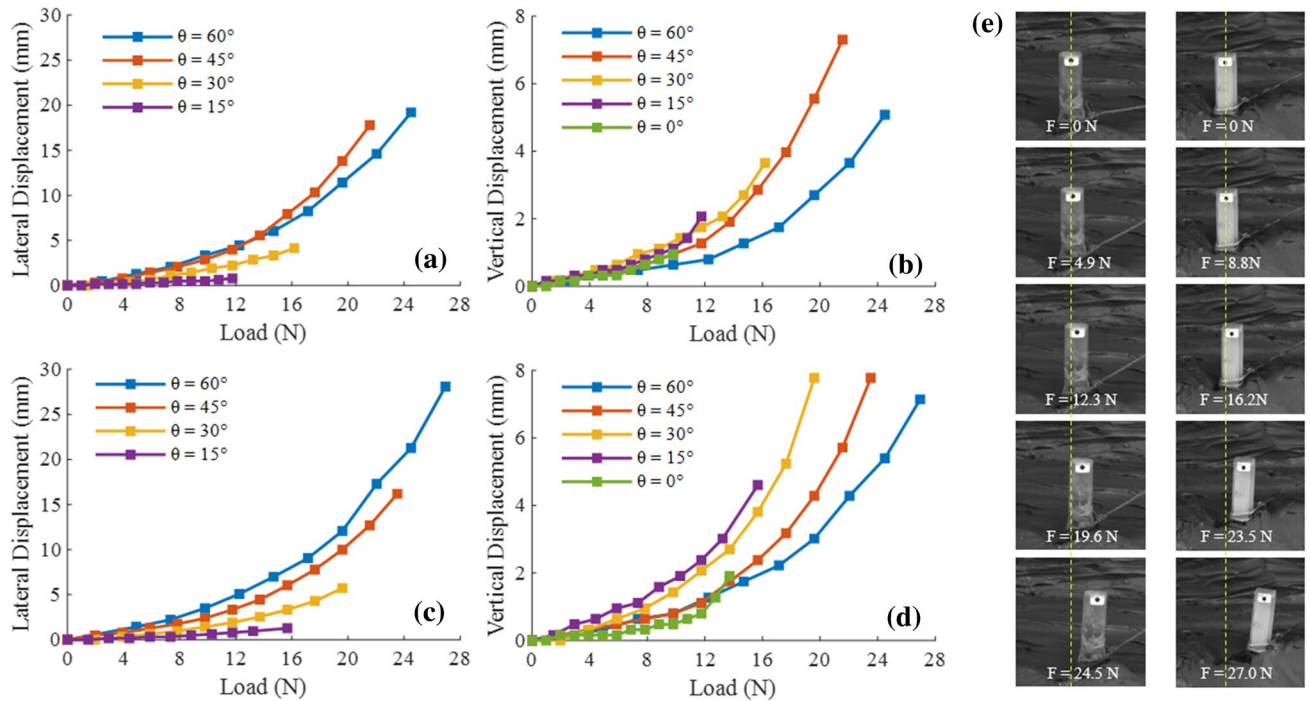 30
25
20
15
10
5
0
Lateral Displacement (mm)
θ = 60°
θ = 45°
θ = 30°
θ = 15°
(a)
0 4 8 12 16 20 24 28
Load (N)
8
6
4
2
0
Vertical Displacement (mm)
θ = 60°
θ = 45°
θ = 30°
θ = 15°
θ = 0°
(b)
0 4 8 12 16 20 24 28
Load (N)
30
25
20
15
10
5
0
Lateral Displacement (mm)
θ = 60°
θ = 45°
θ = 30°
θ = 15°
(c)
0 4 8 12 16 20 24 28
Load (N)
8
6
4
2
0
Vertical Displacement (mm)
θ = 60°
θ = 45°
θ = 30°
θ = 15°
θ = 0°
(d)
0 4 8 12 16 20 24 28
Load (N)
(e)
F = 0 N
F = 0 N
F = 4.9 N
F = 8.8N
F = 12.3 N
F = 16.2N
F = 19.6 N
F = 23.5 N
F = 24.5 N
F = 27.0 N